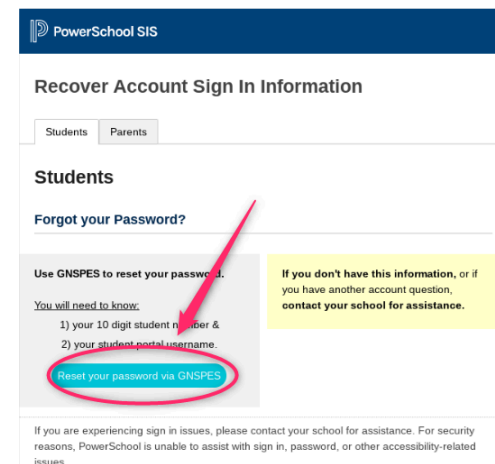 PowerSchool SIS
Recover Account Sign In Information
Students Parents
Students
Forgot your Password?
Use GNSPES to reset your password.
You will need to know:
1) your 10 digit student number &
2) your student portal username.
Reset your password via GNSPES
If you don't have this information, or if
you have another account question,
contact your school for assistance.
If you are experiencing sign in issues, please contact your school for assistance. For security
reasons, PowerSchool is unable to assist with sign in, password, or other accessibility-related
issues